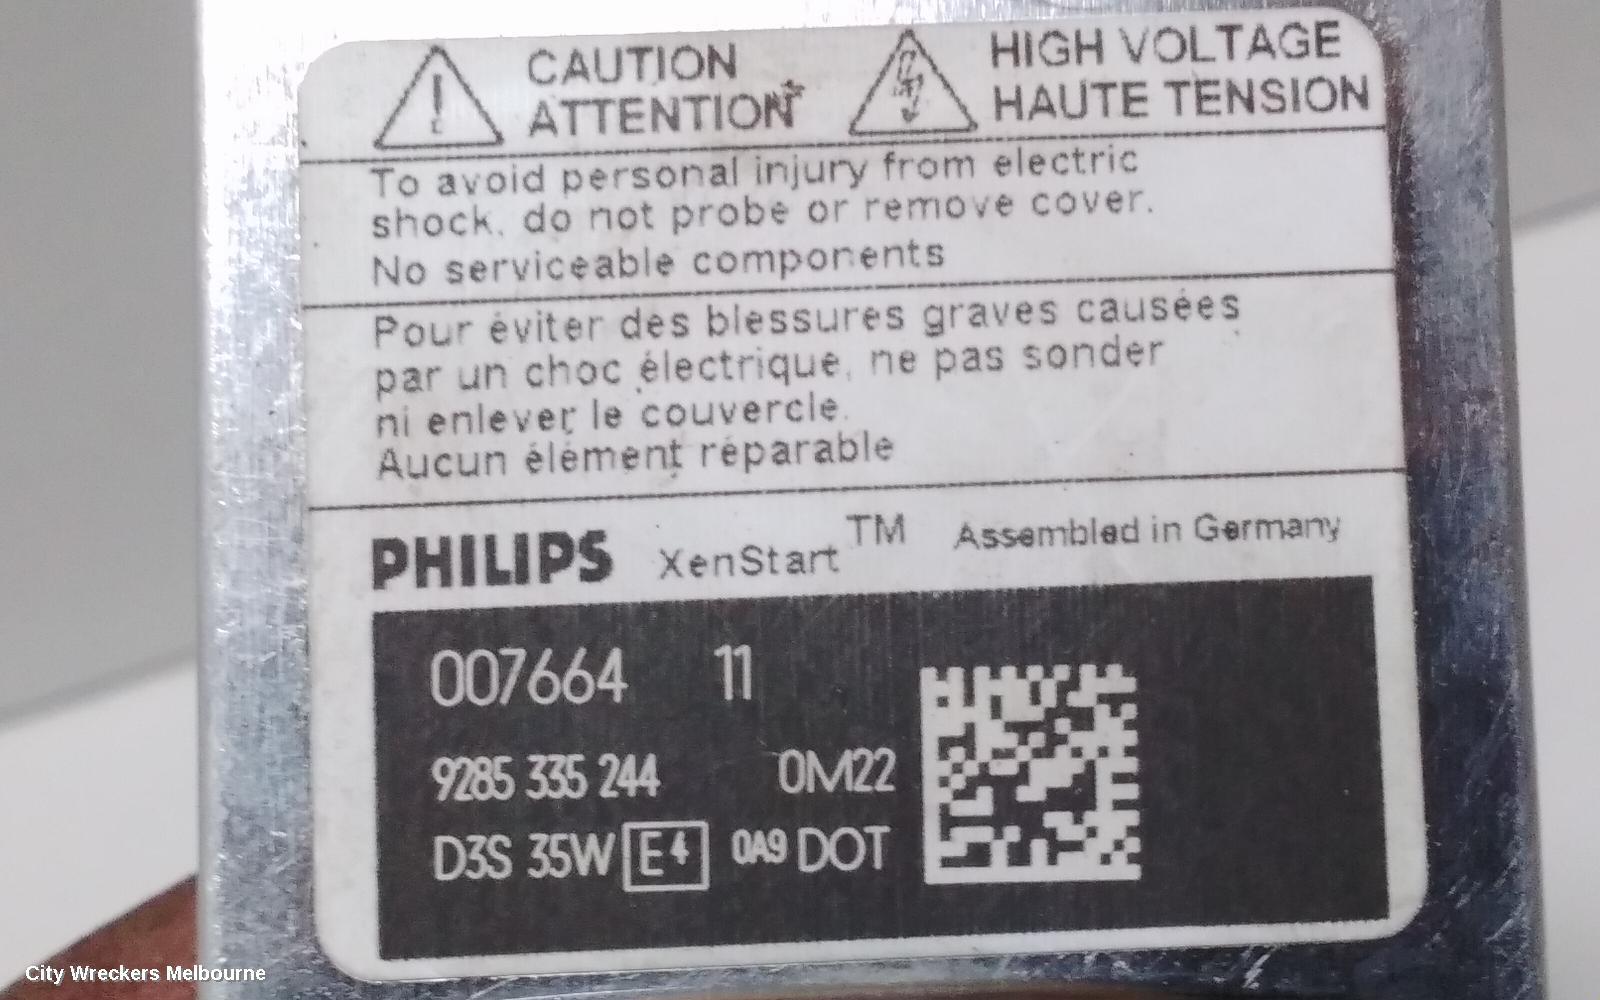 CAUTION
ATTENTION
HIGH VOLTAGE
HAUTE TENSION
To avoid personal injury from electric
shock, do not probe or remove cover.
No serviceable components
Pour éviter des blessures graves causées
par un choc électrique, ne pas sonder
ni enlever le couvercle.
Aucun élément réparable
PHILIPS XenStart TM Assembled in Germany
007664 11
9285 335 244 0M22
D3S 35W E4 0A9 DOT
City Wreckers Melbourne